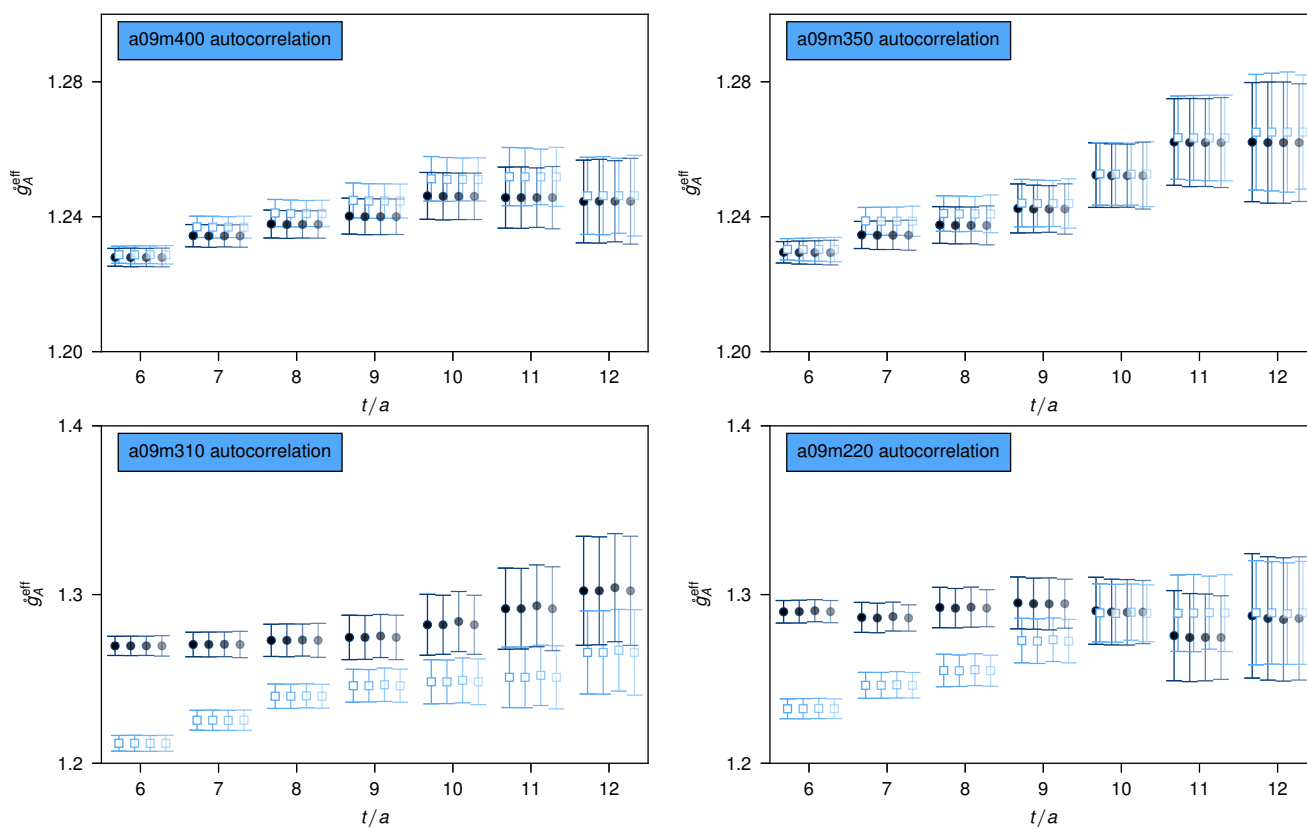 a09m400 autocorrelation
1.28
1.24
1.20
g̊_A^eff
6 7 8 9 10 11 12
t/a
a09m350 autocorrelation
1.28
1.24
1.20
g̊_A^eff
6 7 8 9 10 11 12
t/a
a09m310 autocorrelation
1.4
1.3
1.2
g̊_A^eff
6 7 8 9 10 11 12
t/a
a09m220 autocorrelation
1.4
1.3
1.2
g̊_A^eff
6 7 8 9 10 11 12
t/a